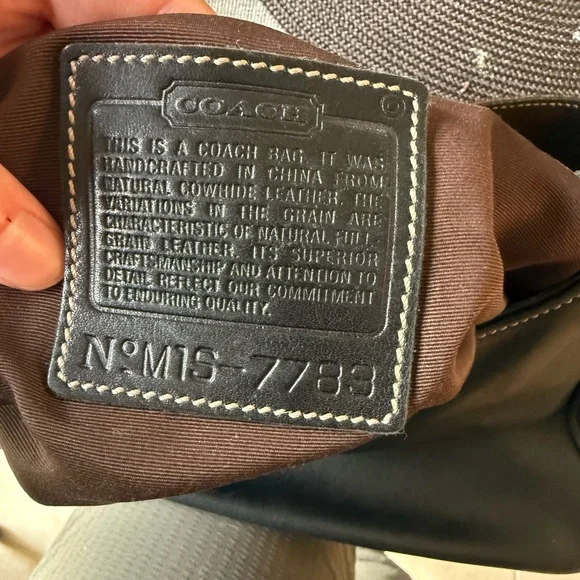 COACH
THIS IS A COACH BAG. IT WAS
HANDCRAFTED IN CHINA FROM
NATURAL COWHIDE LEATHER. THE
VARIATIONS IN THE GRAIN ARE
CHARACTERISTIC OF NATURAL FULL-
GRAIN LEATHER. ITS SUPERIOR
CRAFTSMANSHIP AND ATTENTION TO
DETAIL REFLECT OUR COMMITMENT
TO ENDURING QUALITY.
Nº M1S-7783